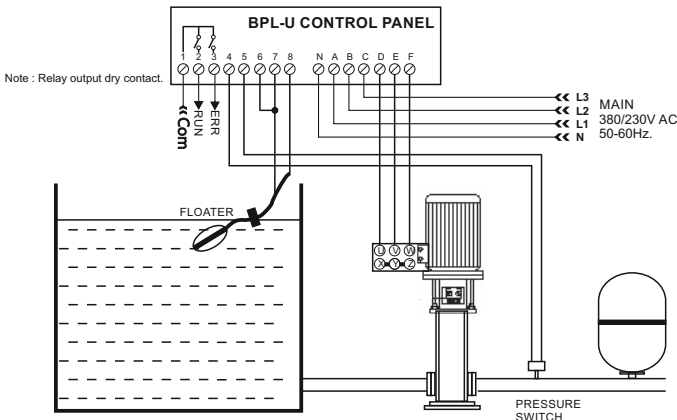 BPL-U CONTROL PANEL
1 2 3 4 5 6 7 8 N A B C D E F
Note : Relay output dry contact.
Com
RUN
ERR
L3
L2
L1
N
MAIN
380/230V AC
50-60Hz.
FLOATER
U V W
X Y Z
PRESSURE
SWITCH